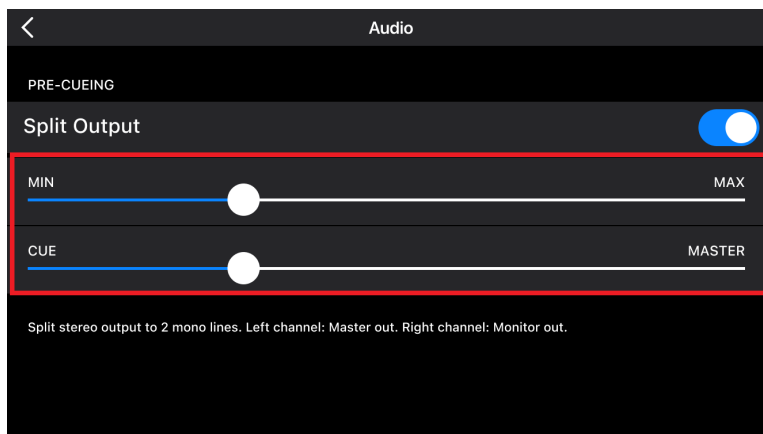 Audio
PRE-CUEING
Split Output
MIN MAX
CUE MASTER
Split stereo output to 2 mono lines. Left channel: Master out. Right channel: Monitor out.